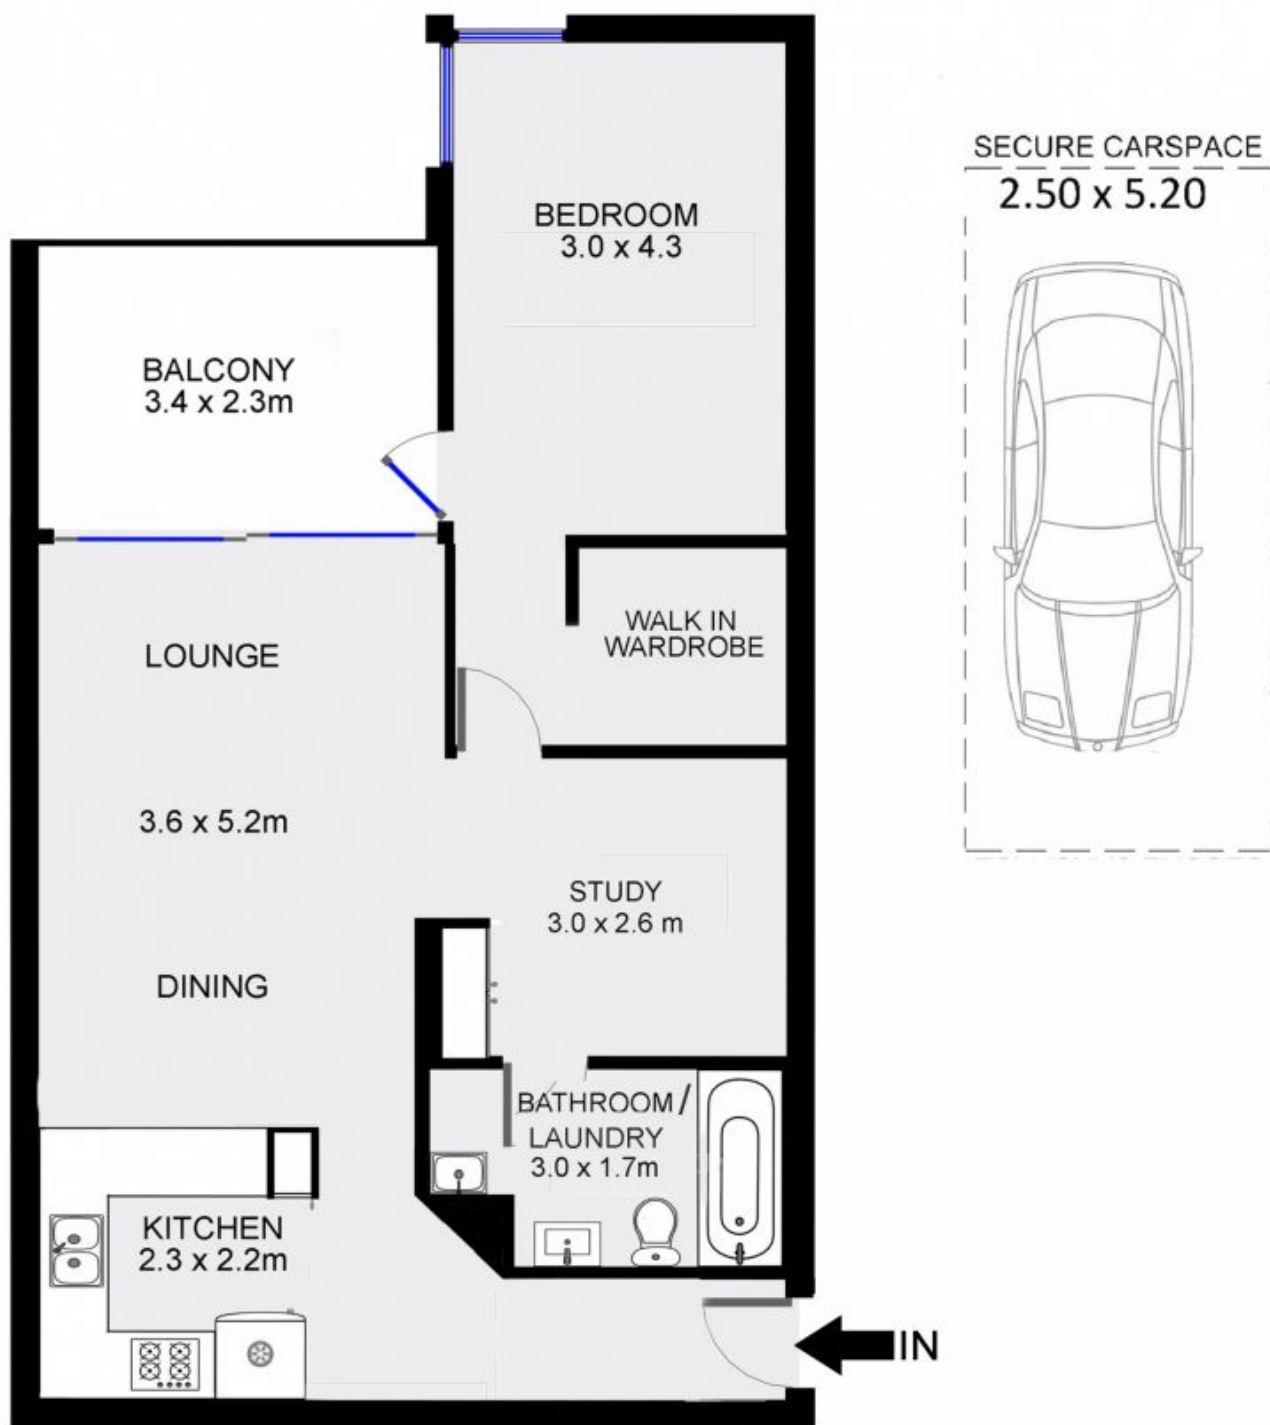 SECURE CARSPACE
2.50 x 5.20
BEDROOM
3.0 x 4.3
BALCONY
3.4 x 2.3m
WALK IN
WARDROBE
LOUNGE
3.6 x 5.2m
STUDY
3.0 x 2.6 m
DINING
BATHROOM /
LAUNDRY
3.0 x 1.7m
KITCHEN
2.3 x 2.2m
IN